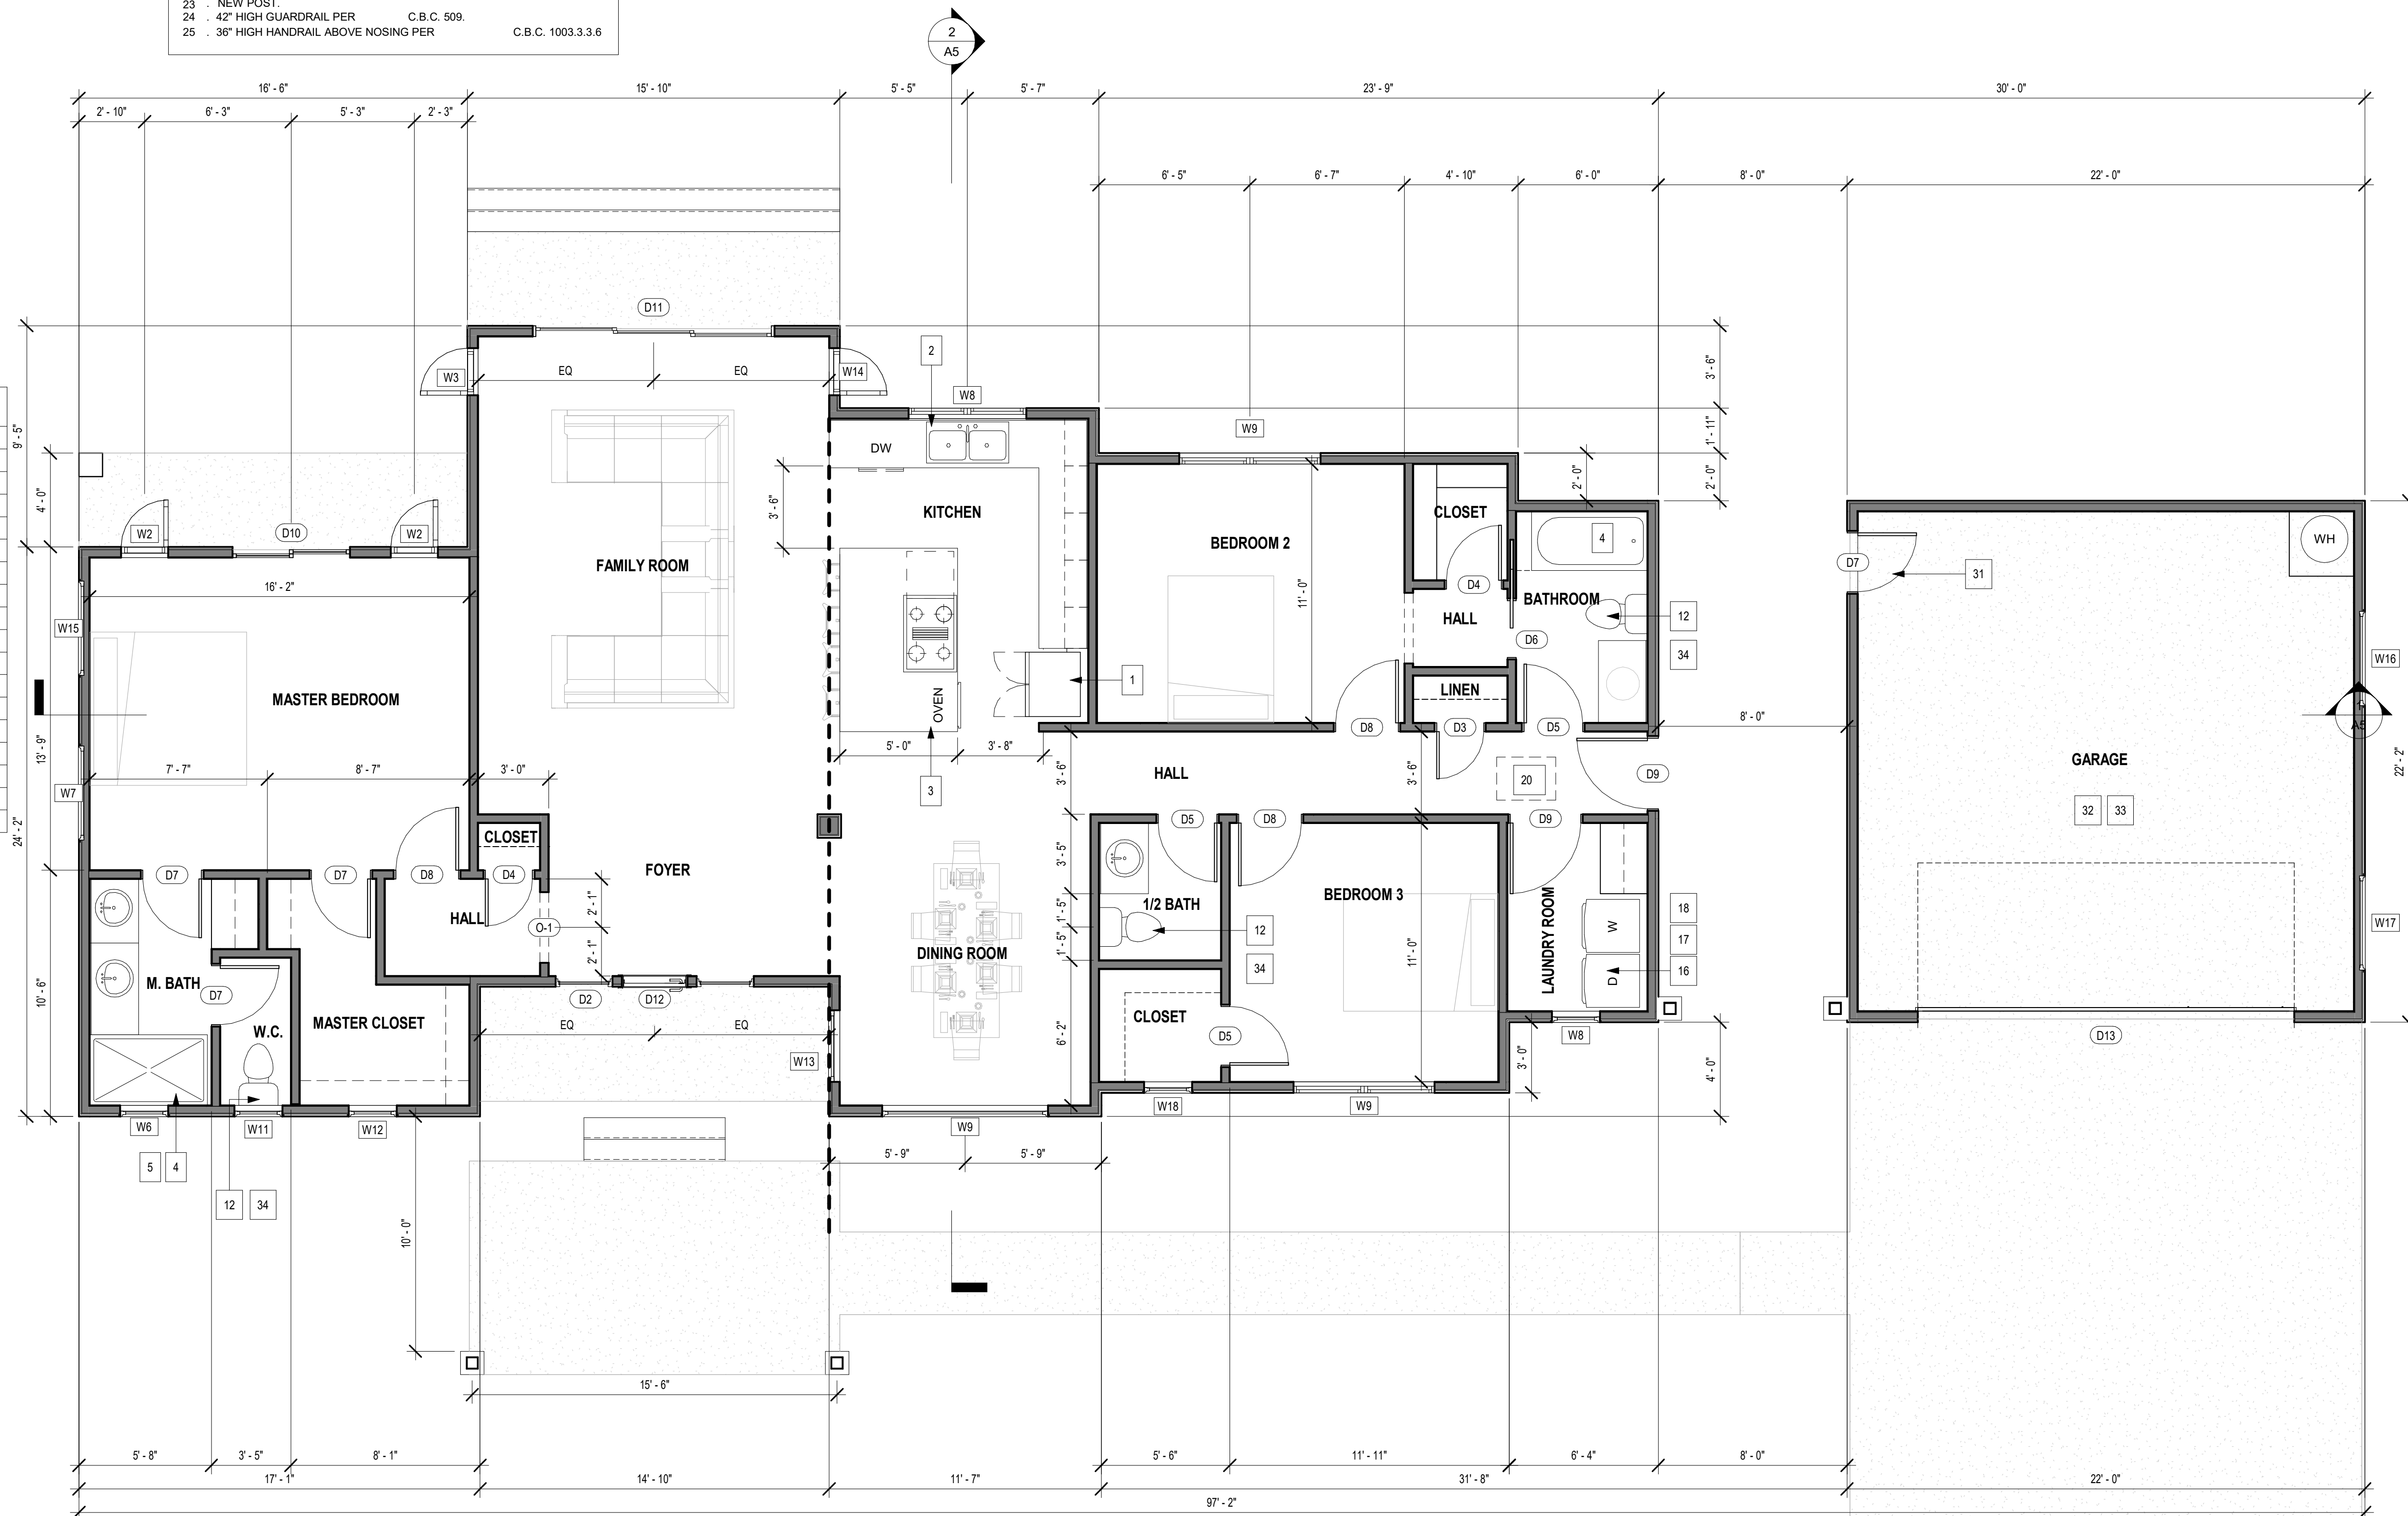 23 . NEW POST.
24 . 42" HIGH GUARDRAIL PER C.B.C. 509.
25 . 36" HIGH HANDRAIL ABOVE NOSING PER C.B.C. 1003.3.3.6
2
A5
16' - 6" 15' - 10" 5' - 5" 5' - 7" 23' - 9" 30' - 0"
2' - 10" 6' - 3" 5' - 3" 2' - 3"
6' - 5" 6' - 7" 4' - 10" 6' - 0" 8' - 0" 22' - 0"
D11
2
3' - 6"
W3 EQ EQ W14
W8
1' - 11"
9' - 5"
W9
DW
2' - 0" 2' - 0"
4' - 0"
3' - 6"
KITCHEN
CLOSET
4
W2 D10 W2
BEDROOM 2
WH
D7
FAMILY ROOM
31
16' - 2"
D4
11' - 0"
BATHROOM
12
HALL
W15
D6
34
W16
1
LINEN
MASTER BEDROOM
OVEN
1
A5
13' - 9"
D8 D3 D5
8' - 0"
5' - 0" 3' - 8"
22' - 2"
GARAGE
7' - 7" 8' - 7" 3' - 0"
HALL
3' - 6" 3' - 6"
20
D9
W7
3
32 33
24' - 2"
CLOSET
D5 D8 D9
3' - 5"
D7 D7 D8 D4
FOYER
BEDROOM 3
LAUNDRY ROOM
1/2 BATH
18
2' - 1"
HALL
1' - 5"
O-1
12
W
17
W17
2' - 1"
1' - 5"
DINING ROOM
11' - 0"
34
16
D
M. BATH
D7
10' - 6"
D2 D12
CLOSET
MASTER CLOSET
W.C.
EQ EQ
6' - 2"
D5
W8
D13
W13
3' - 0"
4' - 0"
W6 W11 W12
W9
W18 W9
5 4
5' - 9" 5' - 9"
12 34
10' - 0"
15' - 6"
5' - 8" 3' - 5" 8' - 1" 5' - 6" 11' - 11" 6' - 4" 8' - 0"
17' - 1" 14' - 10" 11' - 7" 31' - 8" 22' - 0"
97' - 2"